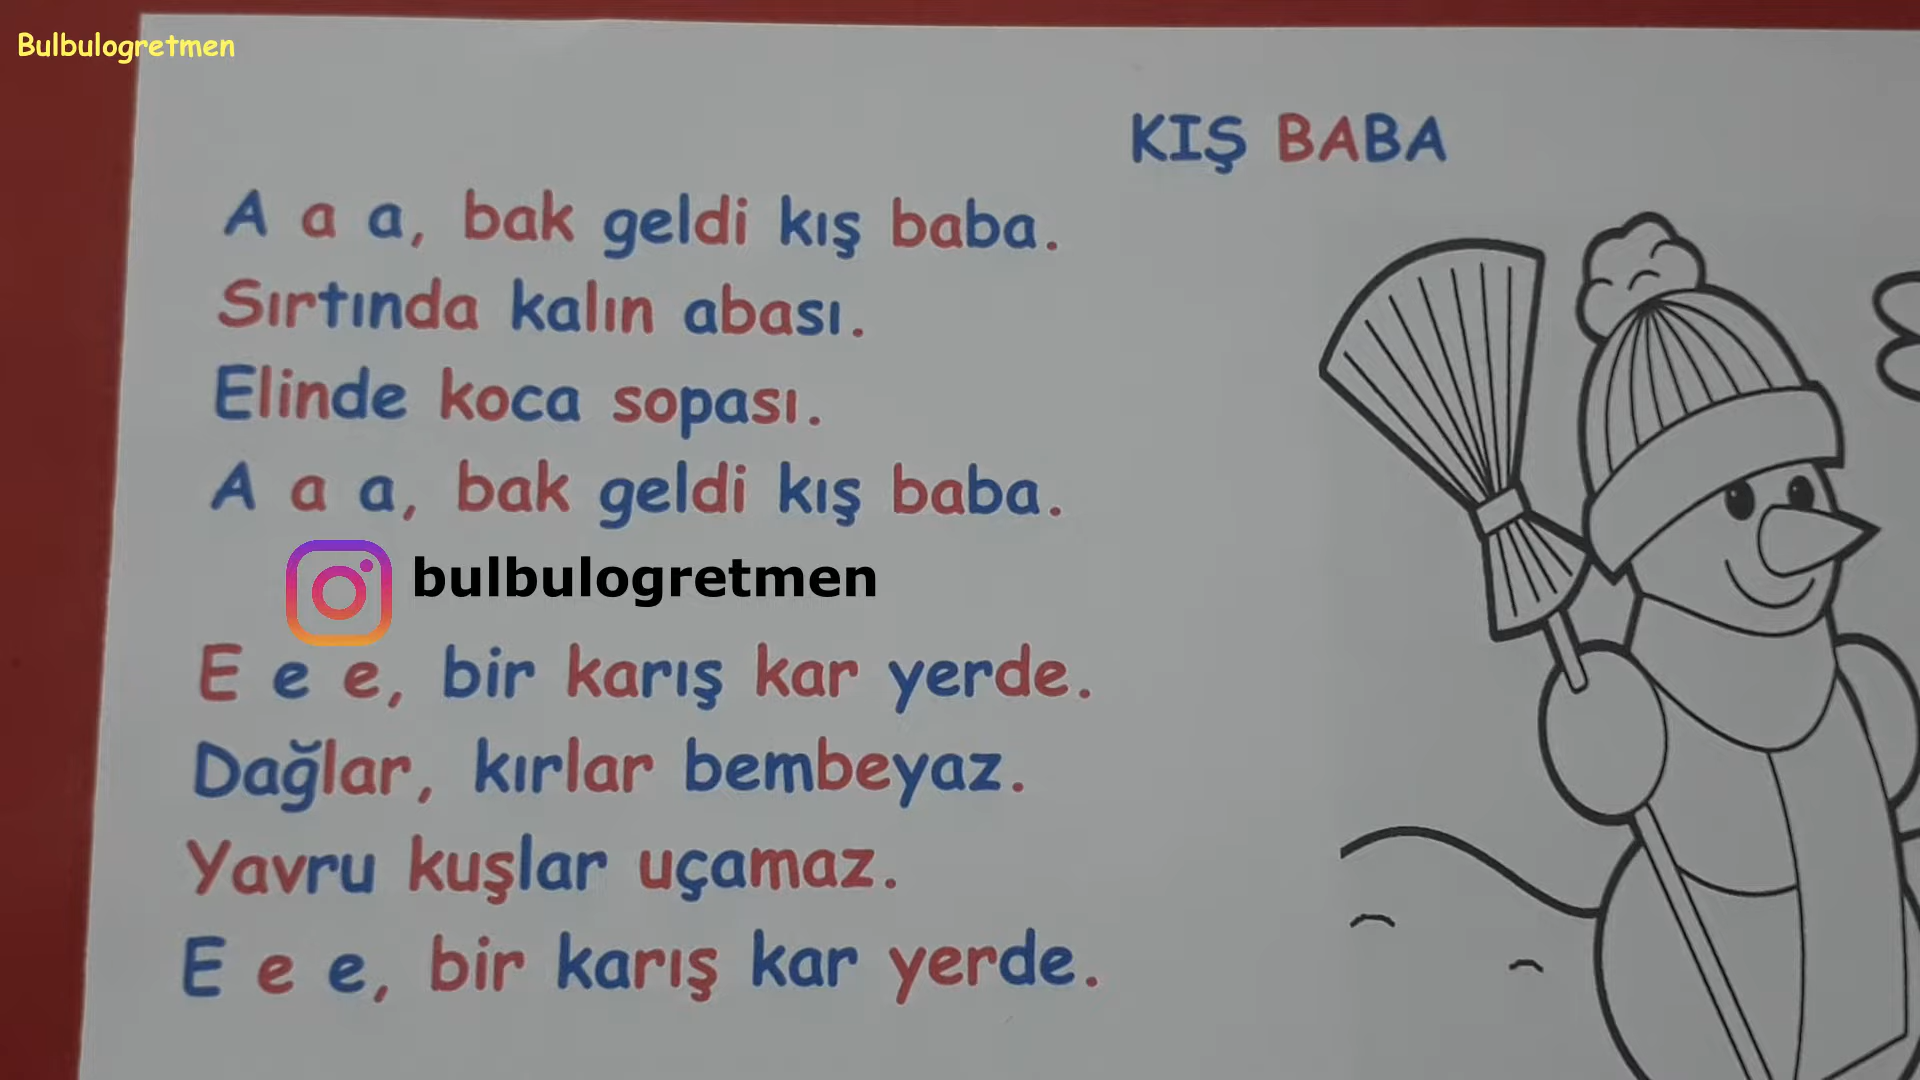 Bulbulogretmen
KIŞ BABA
A a a, bak geldi kış baba.
Sırtında kalın abası.
Elinde koca sopası.
A a a, bak geldi kış baba.
bulbulogretmen
E e e, bir karış kar yerde.
Dağlar, kırlar bembeyaz.
Yavru kuşlar uçamaz.
E e e, bir karış kar yerde.